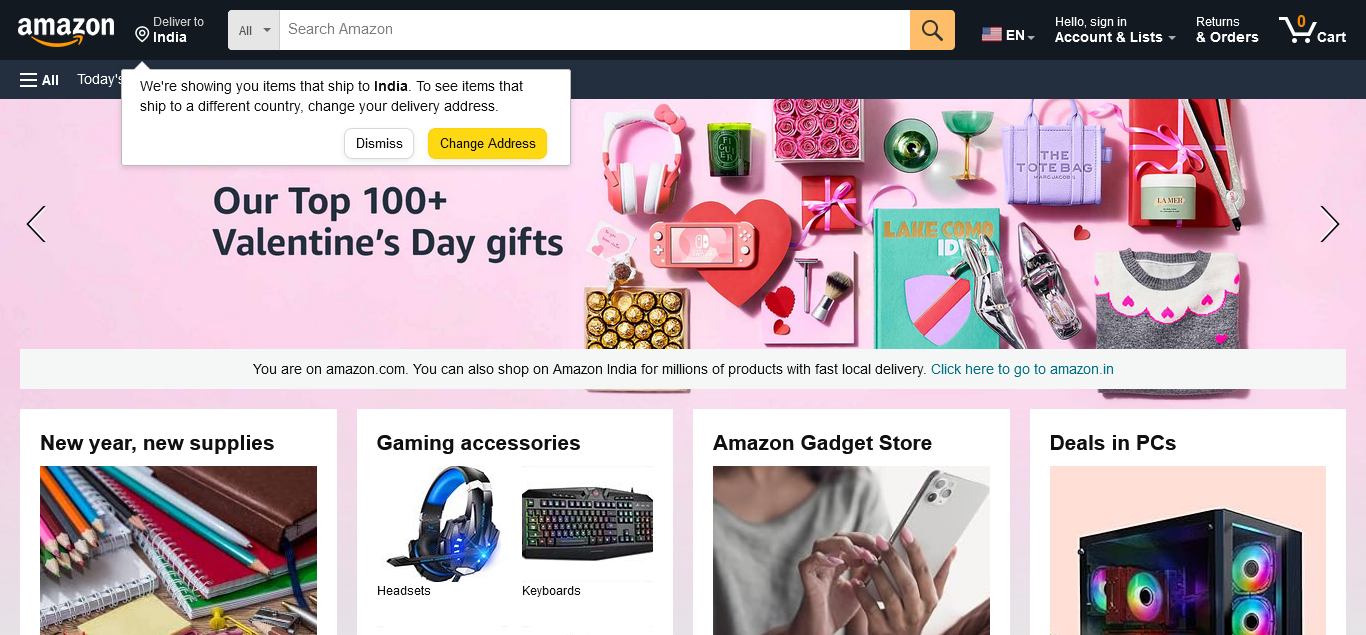 amazon
Deliver to
India
All
Search Amazon
EN
Hello, sign in
Account & Lists
Returns
& Orders
0
Cart
All
Today's
We're showing you items that ship to India. To see items that
ship to a different country, change your delivery address.
Dismiss
Change Address
Our Top 100+
Valentine's Day gifts
FIGUIER
THE
TOTE BAG
MARC JACOBS
LA MER
LAKE COMO
IDYLL
You are on amazon.com. You can also shop on Amazon India for millions of products with fast local delivery. Click here to go to amazon.in
New year, new supplies
Gaming accessories
Amazon Gadget Store
Deals in PCs
Headsets
Keyboards